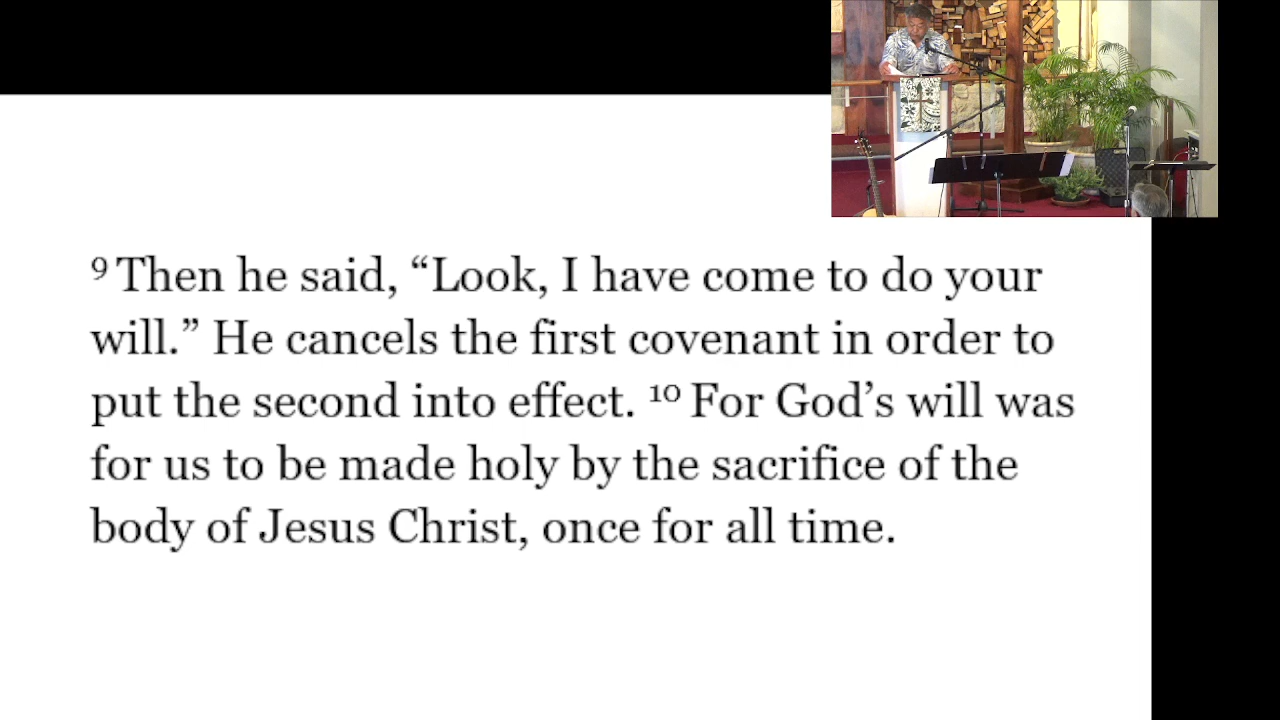 ⁹ Then he said, “Look, I have come to do your
will.” He cancels the first covenant in order to
put the second into effect. ¹⁰ For God’s will was
for us to be made holy by the sacrifice of the
body of Jesus Christ, once for all time.